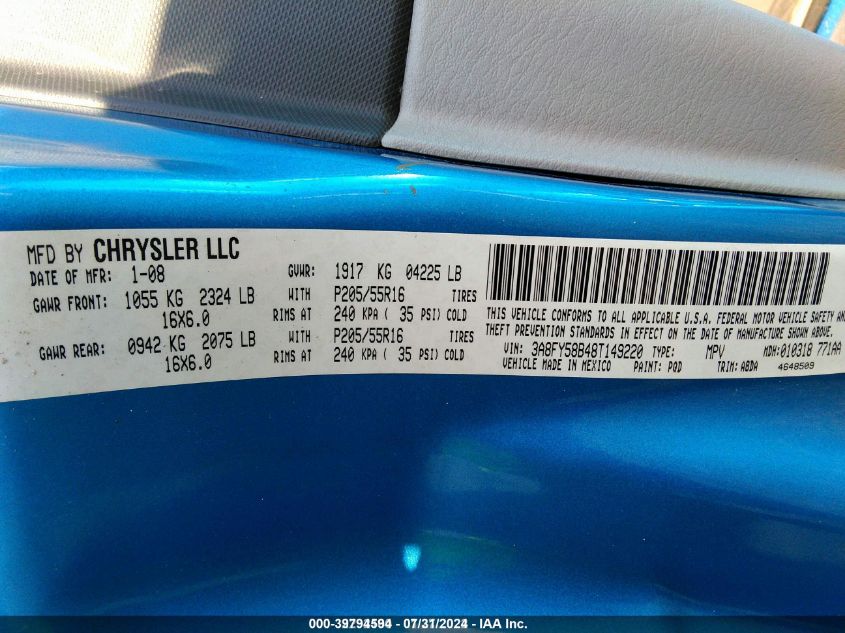 MFD BY CHRYSLER LLC
DATE OF MFR: 1-08 GVWR: 1917 KG 04225 LB
GAWR FRONT: 1055 KG 2324 LB WITH P205/55R16 TIRES
16X6.0 RIMS AT 240 KPA ( 35 PSI) COLD
GAWR REAR: 0942 KG 2075 LB WITH P205/55R16 TIRES
16X6.0 RIMS AT 240 KPA ( 35 PSI) COLD
THIS VEHICLE CONFORMS TO ALL APPLICABLE U.S.A. FEDERAL MOTOR VEHICLE SAFETY AND
THEFT PREVENTION STANDARDS IN EFFECT ON THE DATE OF MANUFACTURE SHOWN ABOVE.
VIN: 3A8FY58B48T149220 TYPE: MPV MDH: 010318 771AA
VEHICLE MADE IN MEXICO PAINT: PQD TRIM: ABDA 4648509
000-39794594 - 07/31/2024 - IAA Inc.